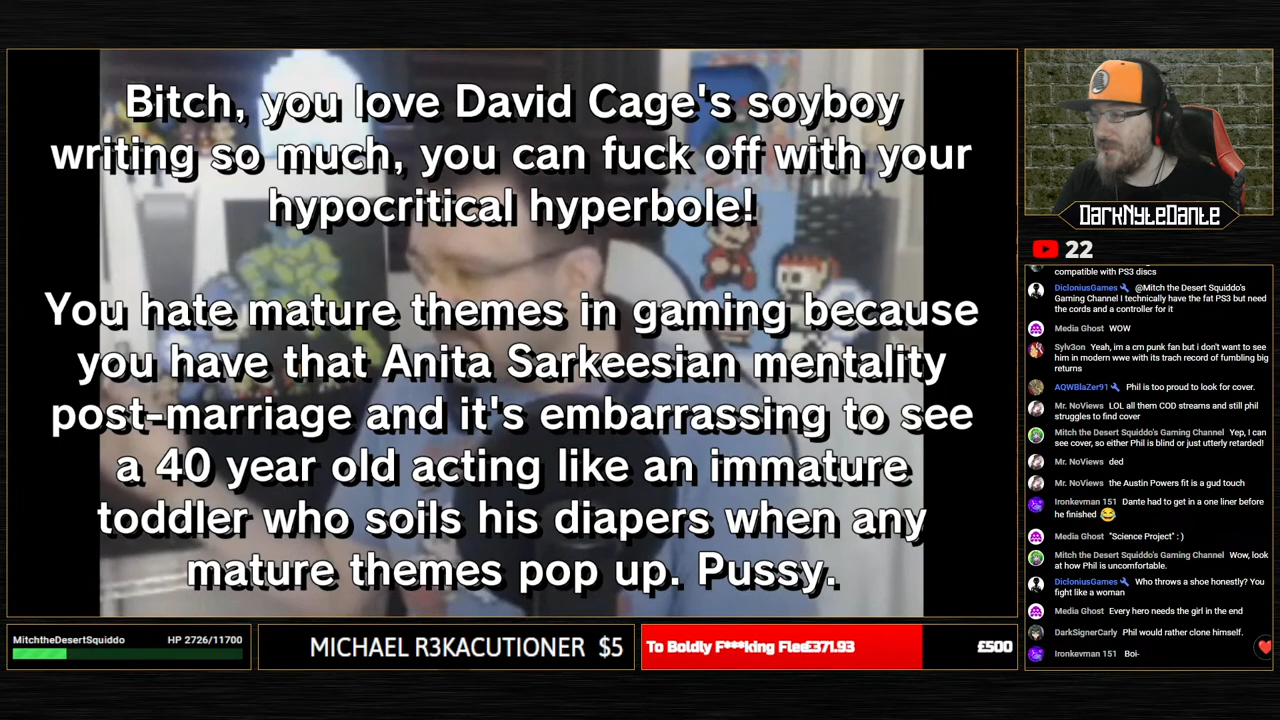 Bitch, you love David Cage's soyboy
writing so much, you can fuck off with your
hypocritical hyperbole!
You hate mature themes in gaming because
you have that Anita Sarkeesian mentality
post-marriage and it's embarrassing to see
a 40 year old acting like an immature
toddler who soils his diapers when any
mature themes pop up. Pussy.
DarkNyteDante
22
compatible with PS3 discs
DicloniusGames @Mitch the Desert Squiddo's
Gaming Channel I technically have the fat PS3 but need
the cords and a controller for it
Media Ghost WOW
Sylv3on Yeah, im a cm punk fan but i don't want to see
him in modern wwe with its trach record of fumbling big
returns
AQWBlaZer91 Phil is too proud to look for cover.
Mr. NoViews LOL all them COD streams and still phil
struggles to find cover
Mitch the Desert Squiddo's Gaming Channel Yep, I can
see cover, so either Phil is blind or just utterly retarded!
Mr. NoViews ded
Mr. NoViews the Austin Powers fit is a gud touch
Ironkevman 151 Dante had to get in a one liner before
he finished 😂
Media Ghost "Science Project" : )
Mitch the Desert Squiddo's Gaming Channel Wow, look
at how Phil is uncomfortable.
DicloniusGames Who throws a shoe honestly? You
fight like a woman
Media Ghost Every hero needs the girl in the end
DarkSignerCarly Phil would rather clone himself.
Ironkevman 151 Boi-
MitchtheDesertSquiddo HP 2726/11700
MICHAEL R3KACUTIONER $5
To Boldly F***king Flee£371.93 £500